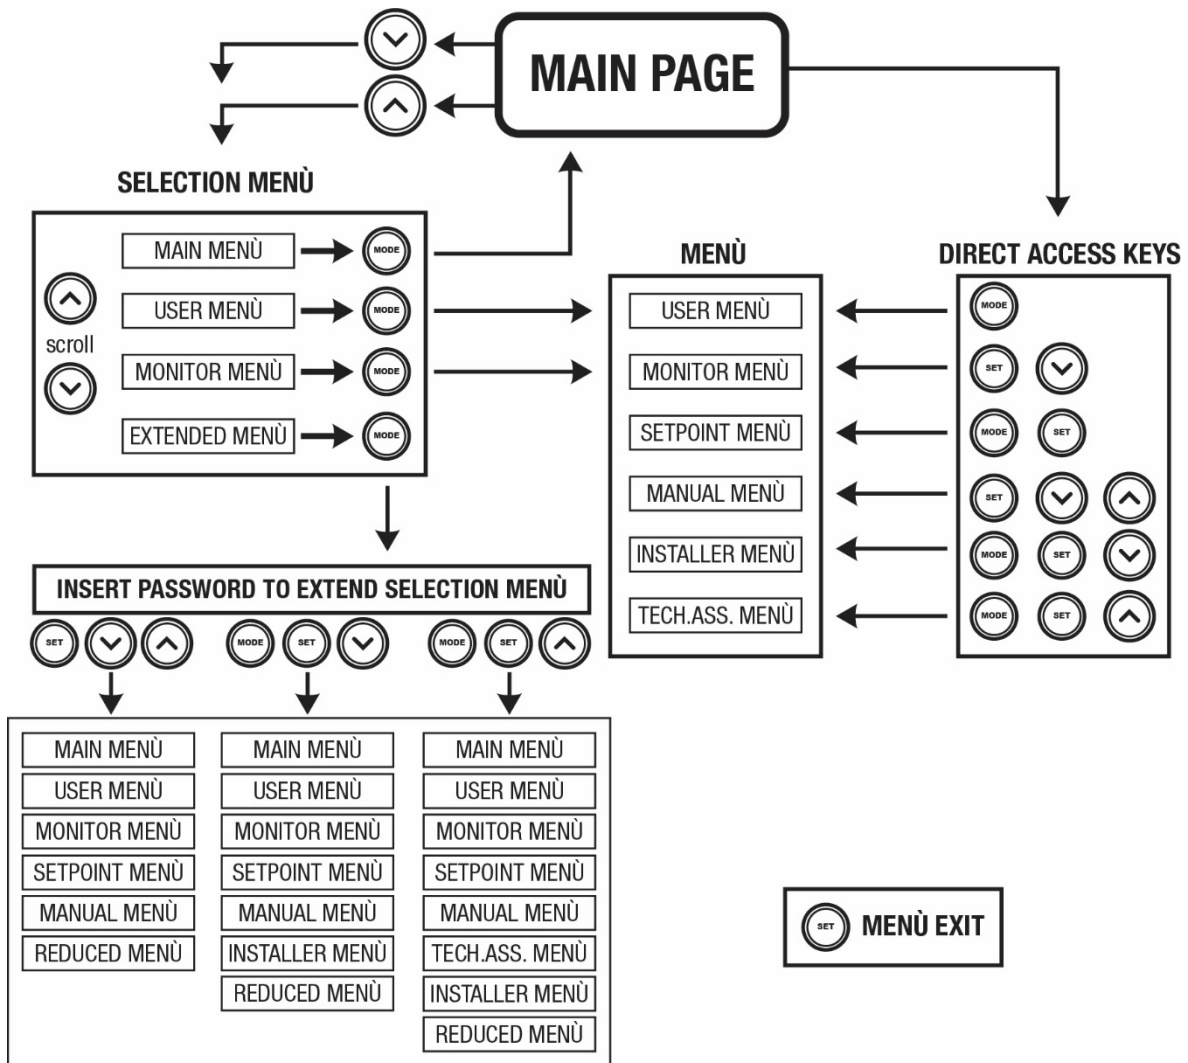 MAIN PAGE
SELECTION MENÙ
MAIN MENÙ MODE
USER MENÙ MODE
scroll
MONITOR MENÙ MODE
EXTENDED MENÙ MODE
MENÙ
USER MENÙ
MONITOR MENÙ
SETPOINT MENÙ
MANUAL MENÙ
INSTALLER MENÙ
TECH.ASS. MENÙ
DIRECT ACCESS KEYS
MODE
SET
MODE SET
SET
MODE SET
MODE SET
INSERT PASSWORD TO EXTEND SELECTION MENÙ
SET MODE SET MODE SET
MAIN MENÙ
USER MENÙ
MONITOR MENÙ
SETPOINT MENÙ
MANUAL MENÙ
REDUCED MENÙ
MAIN MENÙ
USER MENÙ
MONITOR MENÙ
SETPOINT MENÙ
MANUAL MENÙ
INSTALLER MENÙ
REDUCED MENÙ
MAIN MENÙ
USER MENÙ
MONITOR MENÙ
SETPOINT MENÙ
MANUAL MENÙ
TECH.ASS. MENÙ
INSTALLER MENÙ
REDUCED MENÙ
SET MENÙ EXIT